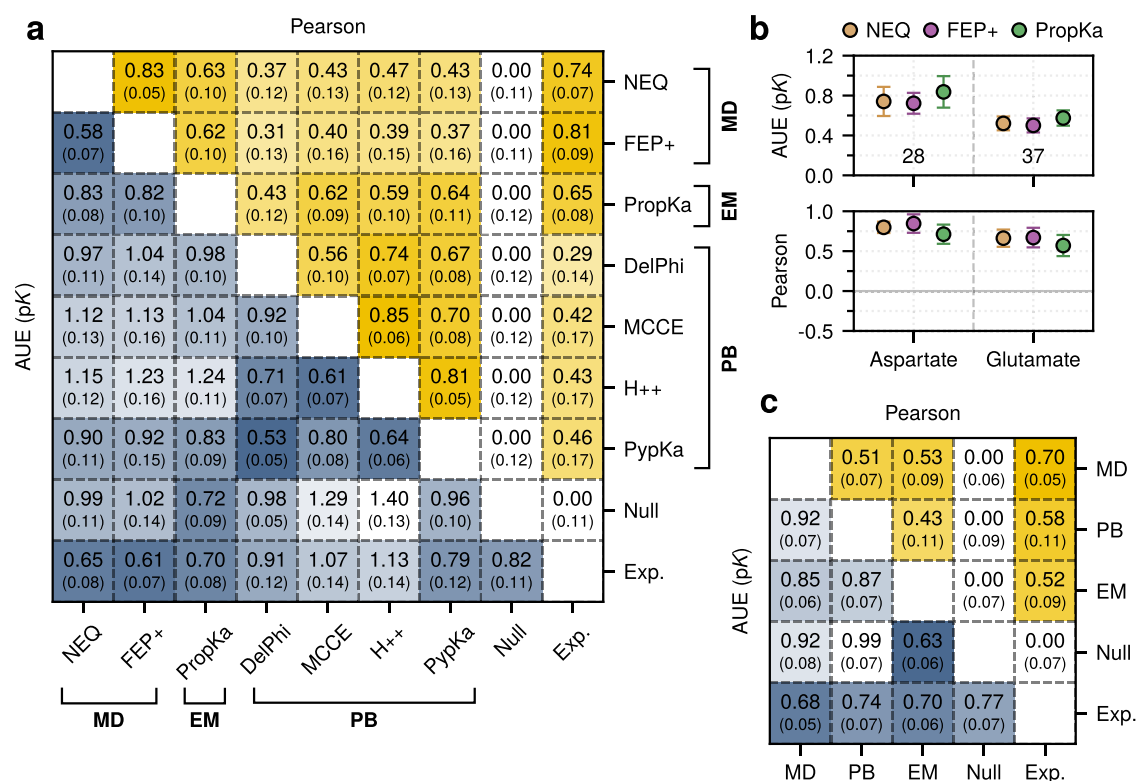 a
Pearson
0.83 0.63 0.37 0.43 0.47 0.43 0.00 0.74 NEQ
(0.05) (0.10) (0.12) (0.13) (0.12) (0.13) (0.11) (0.07)
0.58 0.62 0.31 0.40 0.39 0.37 0.00 0.81 FEP+
(0.07) (0.10) (0.13) (0.16) (0.15) (0.16) (0.11) (0.09)
MD
0.83 0.82 0.43 0.62 0.59 0.64 0.00 0.65 PropKa
(0.08) (0.10) (0.12) (0.09) (0.10) (0.11) (0.12) (0.08)
EM
0.97 1.04 0.98 0.56 0.74 0.67 0.00 0.29 DelPhi
(0.11) (0.14) (0.10) (0.10) (0.07) (0.08) (0.12) (0.14)
1.12 1.13 1.04 0.92 0.85 0.70 0.00 0.42 MCCE
(0.13) (0.16) (0.11) (0.10) (0.06) (0.08) (0.12) (0.17)
1.15 1.23 1.24 0.71 0.61 0.81 0.00 0.43 H++
(0.12) (0.16) (0.11) (0.07) (0.07) (0.05) (0.12) (0.17)
0.90 0.92 0.83 0.53 0.80 0.64 0.00 0.46 PypKa
(0.11) (0.15) (0.09) (0.05) (0.08) (0.06) (0.12) (0.17)
PB
0.99 1.02 0.72 0.98 1.29 1.40 0.96 0.00 Null
(0.11) (0.14) (0.09) (0.05) (0.14) (0.13) (0.10) (0.11)
0.65 0.61 0.70 0.91 1.07 1.13 0.79 0.82 Exp.
(0.08) (0.07) (0.08) (0.12) (0.14) (0.14) (0.12) (0.11)
AUE (pK)
NEQ FEP+ PropKa DelPhi MCCE H++ PypKa Null Exp.
MD EM PB
b
NEQ FEP+ PropKa
AUE (pK)
1.2
0.8
0.4
0.0
28 37
Pearson
1.0
0.5
0.0
-0.5
Aspartate Glutamate
c
Pearson
0.51 0.53 0.00 0.70 MD
(0.07) (0.09) (0.06) (0.05)
0.92 0.43 0.00 0.58 PB
(0.07) (0.11) (0.09) (0.11)
0.85 0.87 0.00 0.52 EM
(0.06) (0.07) (0.07) (0.09)
0.92 0.99 0.63 0.00 Null
(0.08) (0.07) (0.06) (0.07)
0.68 0.74 0.70 0.77 Exp.
(0.05) (0.07) (0.06) (0.07)
AUE (pK)
MD PB EM Null Exp.